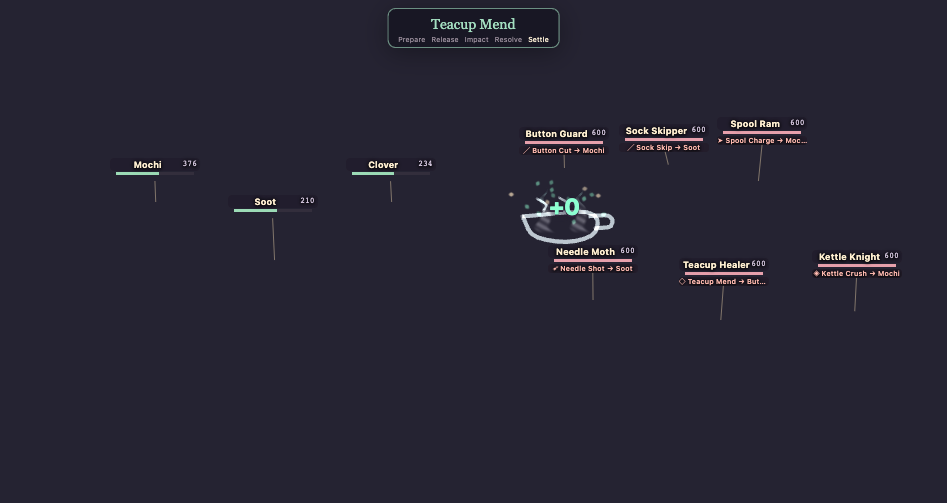 Teacup Mend
Prepare Release Impact Resolve Settle
Spool Ram 600
➤ Spool Charge → Moc...
Sock Skipper 600
⟋ Sock Skip → Soot
Button Guard 600
⟋ Button Cut → Mochi
Mochi 376
Clover 234
Soot 210
+0
Needle Moth 600
➶ Needle Shot → Soot
Teacup Healer 600
◇ Teacup Mend → But...
Kettle Knight 600
◈ Kettle Crush → Mochi